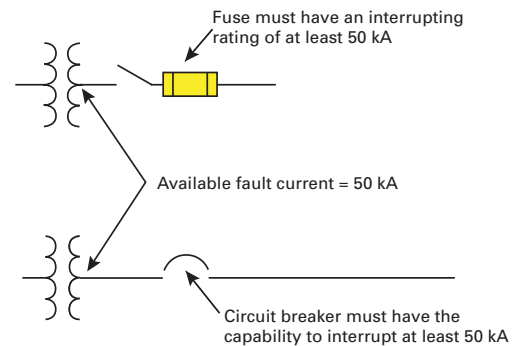 Fuse must have an interrupting
rating of at least 50 kA
Available fault current = 50 kA
Circuit breaker must have the
capability to interrupt at least 50 kA